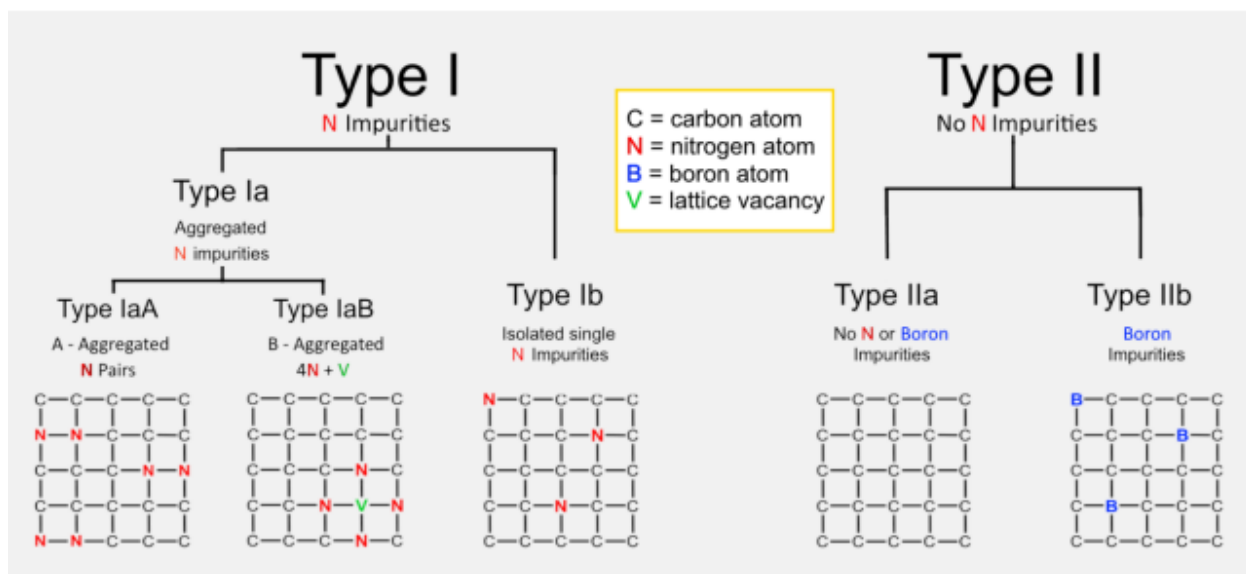 Type I
N Impurities
Type II
No N Impurities
C = carbon atom
N = nitrogen atom
B = boron atom
V = lattice vacancy
Type Ia
Aggregated
N impurities
Type IaA
A - Aggregated
N Pairs
Type IaB
B - Aggregated
4N + V
Type Ib
Isolated single
N Impurities
Type IIa
No N or Boron
Impurities
Type IIb
Boron
Impurities
C-C-C-C-C
N-N-C-C-C
C-C-C-N-N
C-C-C-C-C
N-N-C-C-C
C-C-C-C-C
C-C-C-C-C
C-C-C-N-C
C-C-N-V-N
C-C-C-N-C
N-C-C-C-C
C-C-C-N-C
C-C-C-C-C
C-C-N-C-C
C-C-C-C-C
C-C-C-C-C
C-C-C-C-C
C-C-C-C-C
C-C-C-C-C
C-C-C-C-C
B-C-C-C-C
C-C-C-B-C
C-C-C-C-C
C-B-C-C-C
C-C-C-C-C